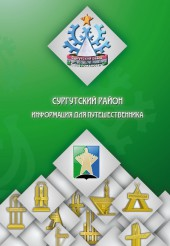 СУРГУТСКИЙ РАЙОН
ИНФОРМАЦИЯ ДЛЯ ПУТЕШЕСТВЕННИКА